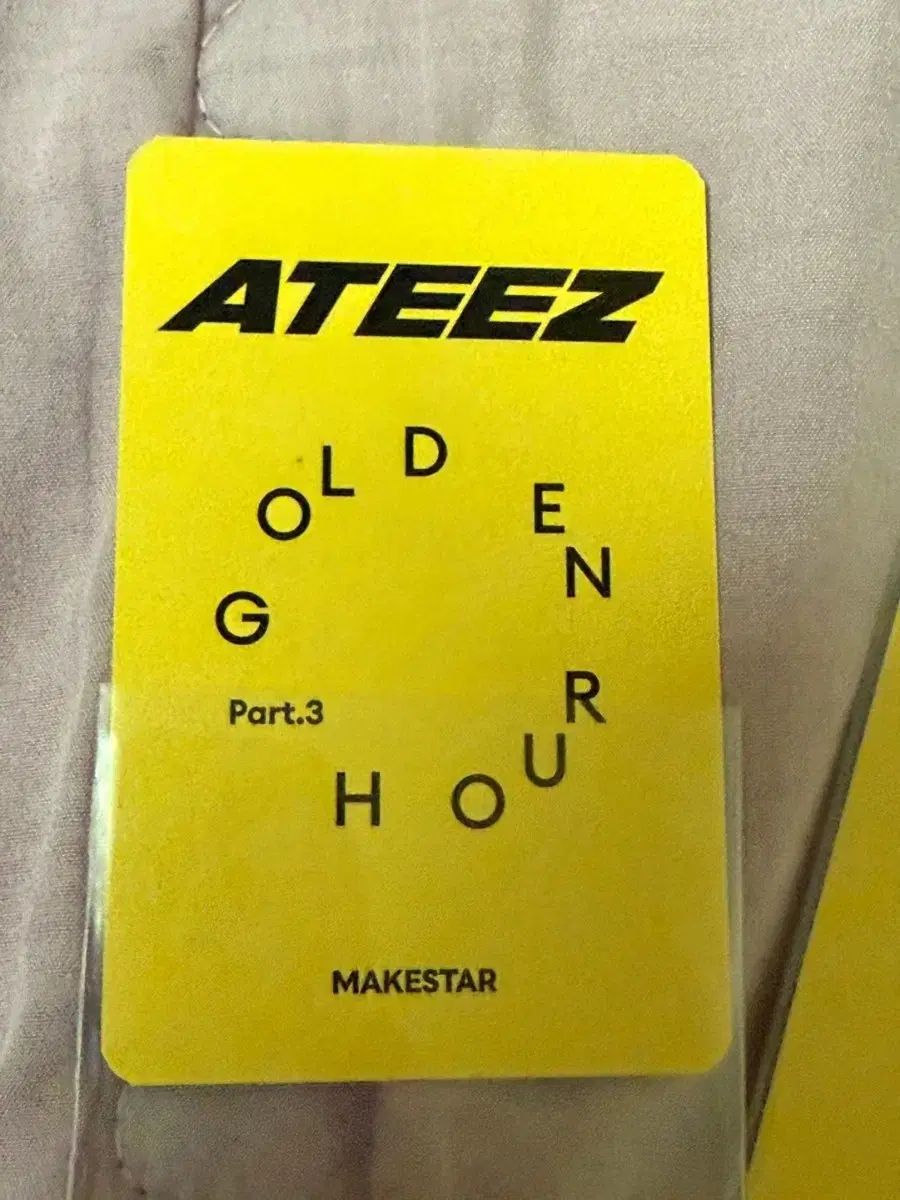 ATEEZ
GOLDEN
HOUR
Part.3
MAKESTAR